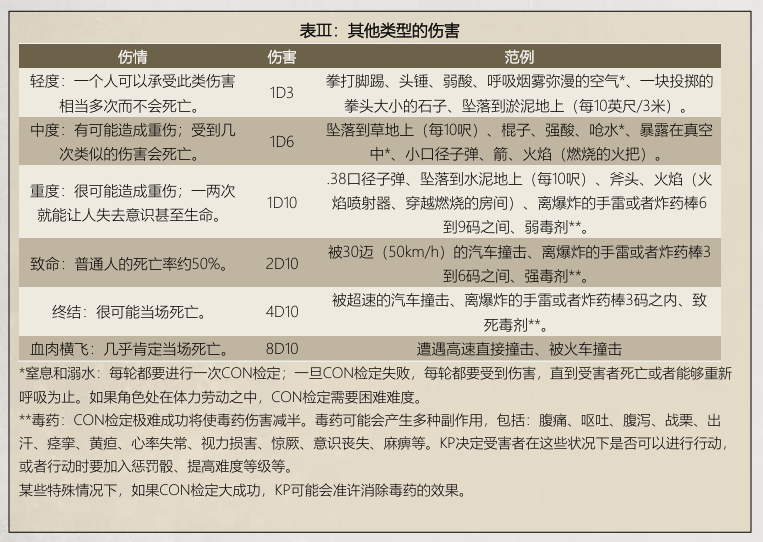 表Ⅲ：其他类型的伤害
伤情 伤害 范例
轻度：一个人可以承受此类伤害
相当多次而不会死亡。
1D3
拳打脚踢、头锤、弱酸、呼吸烟雾弥漫的空气*、一块投掷的
拳头大小的石子、坠落到淤泥地上（每10英尺/3米）。
中度：有可能造成重伤；受到几
次类似的伤害会死亡。
1D6
坠落到草地上（每10呎）、棍子、强酸、呛水*、暴露在真空
中*、小口径子弹、箭、火焰（燃烧的火把）。
重度：很可能造成重伤；一两次
就能让人失去意识甚至生命。
1D10
.38口径子弹、坠落到水泥地上（每10呎）、斧头、火焰（火
焰喷射器、穿越燃烧的房间）、离爆炸的手雷或者炸药棒6
到9码之间、弱毒剂**。
致命：普通人的死亡率约50%。
2D10
被30迈（50km/h）的汽车撞击、离爆炸的手雷或者炸药棒3
到6码之间、强毒剂**。
终结：很可能当场死亡。
4D10
被超速的汽车撞击、离爆炸的手雷或者炸药棒3码之内、致
死毒剂**。
血肉横飞：几乎肯定当场死亡。
8D10
遭遇高速直接撞击、被火车撞击
*窒息和溺水：每轮都要进行一次CON检定；一旦CON检定失败，每轮都要受到伤害，直到受害者死亡或者能够重新
呼吸为止。如果角色处在体力劳动之中，CON检定需要困难难度。
**毒药：CON检定极难成功将使毒药伤害减半。毒药可能会产生多种副作用，包括：腹痛、呕吐、腹泻、战栗、出
汗、痉挛、黄疸、心率失常、视力损害、惊厥、意识丧失、麻痹等。KP决定受害者在这些状况下是否可以进行行动，
或者行动时要加入惩罚骰、提高难度等级等。
某些特殊情况下，如果CON检定大成功，KP可能会准许消除毒药的效果。